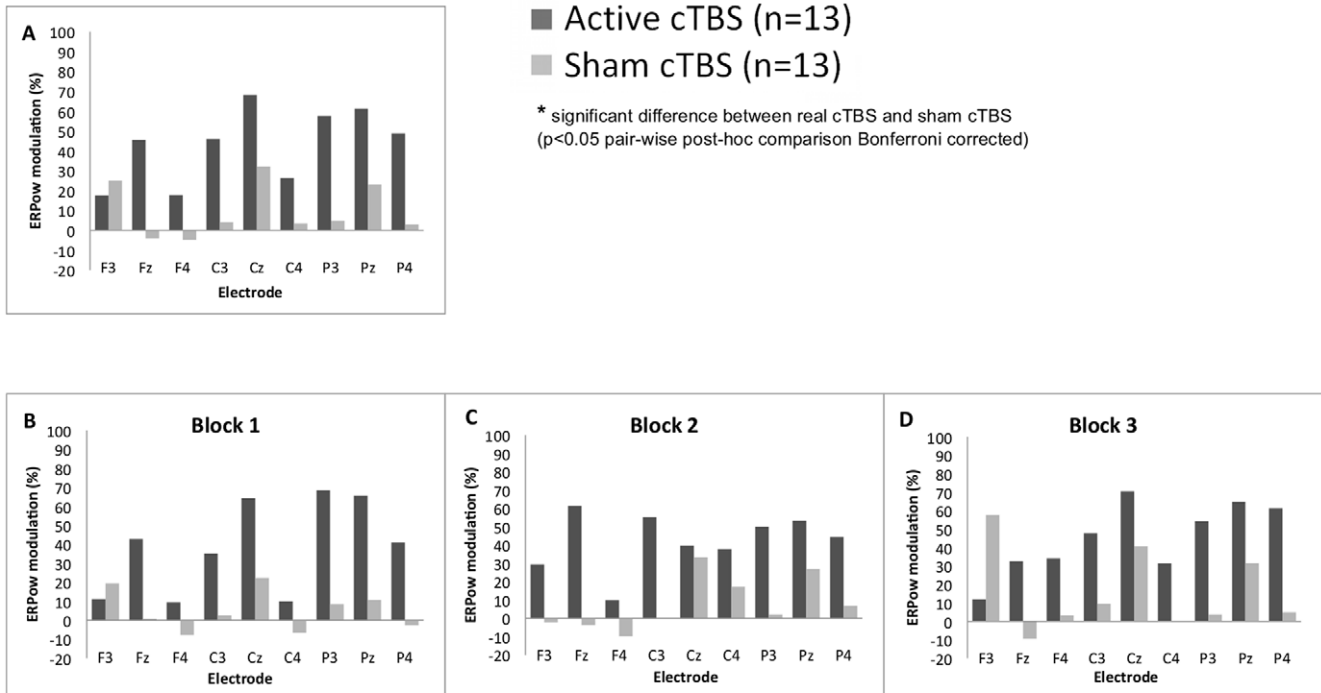 A
100
90
80
70
60
50
40
30
20
10
0
-10
-20
ERPow modulation (%)
F3 Fz F4 C3 Cz C4 P3 Pz P4
Electrode
Active cTBS (n=13)
Sham cTBS (n=13)
* significant difference between real cTBS and sham cTBS
(p<0.05 pair-wise post-hoc comparison Bonferroni corrected)
B
Block 1
100
90
80
70
60
50
40
30
20
10
0
-10
-20
ERPow modulation (%)
F3 Fz F4 C3 Cz C4 P3 Pz P4
Electrode
C
Block 2
100
90
80
70
60
50
40
30
20
10
0
-10
-20
ERPow modulation (%)
F3 Fz F4 C3 Cz C4 P3 Pz P4
Electrode
D
Block 3
100
90
80
70
60
50
40
30
20
10
0
-10
-20
ERPow modulation (%)
F3 Fz F4 C3 Cz C4 P3 Pz P4
Electrode